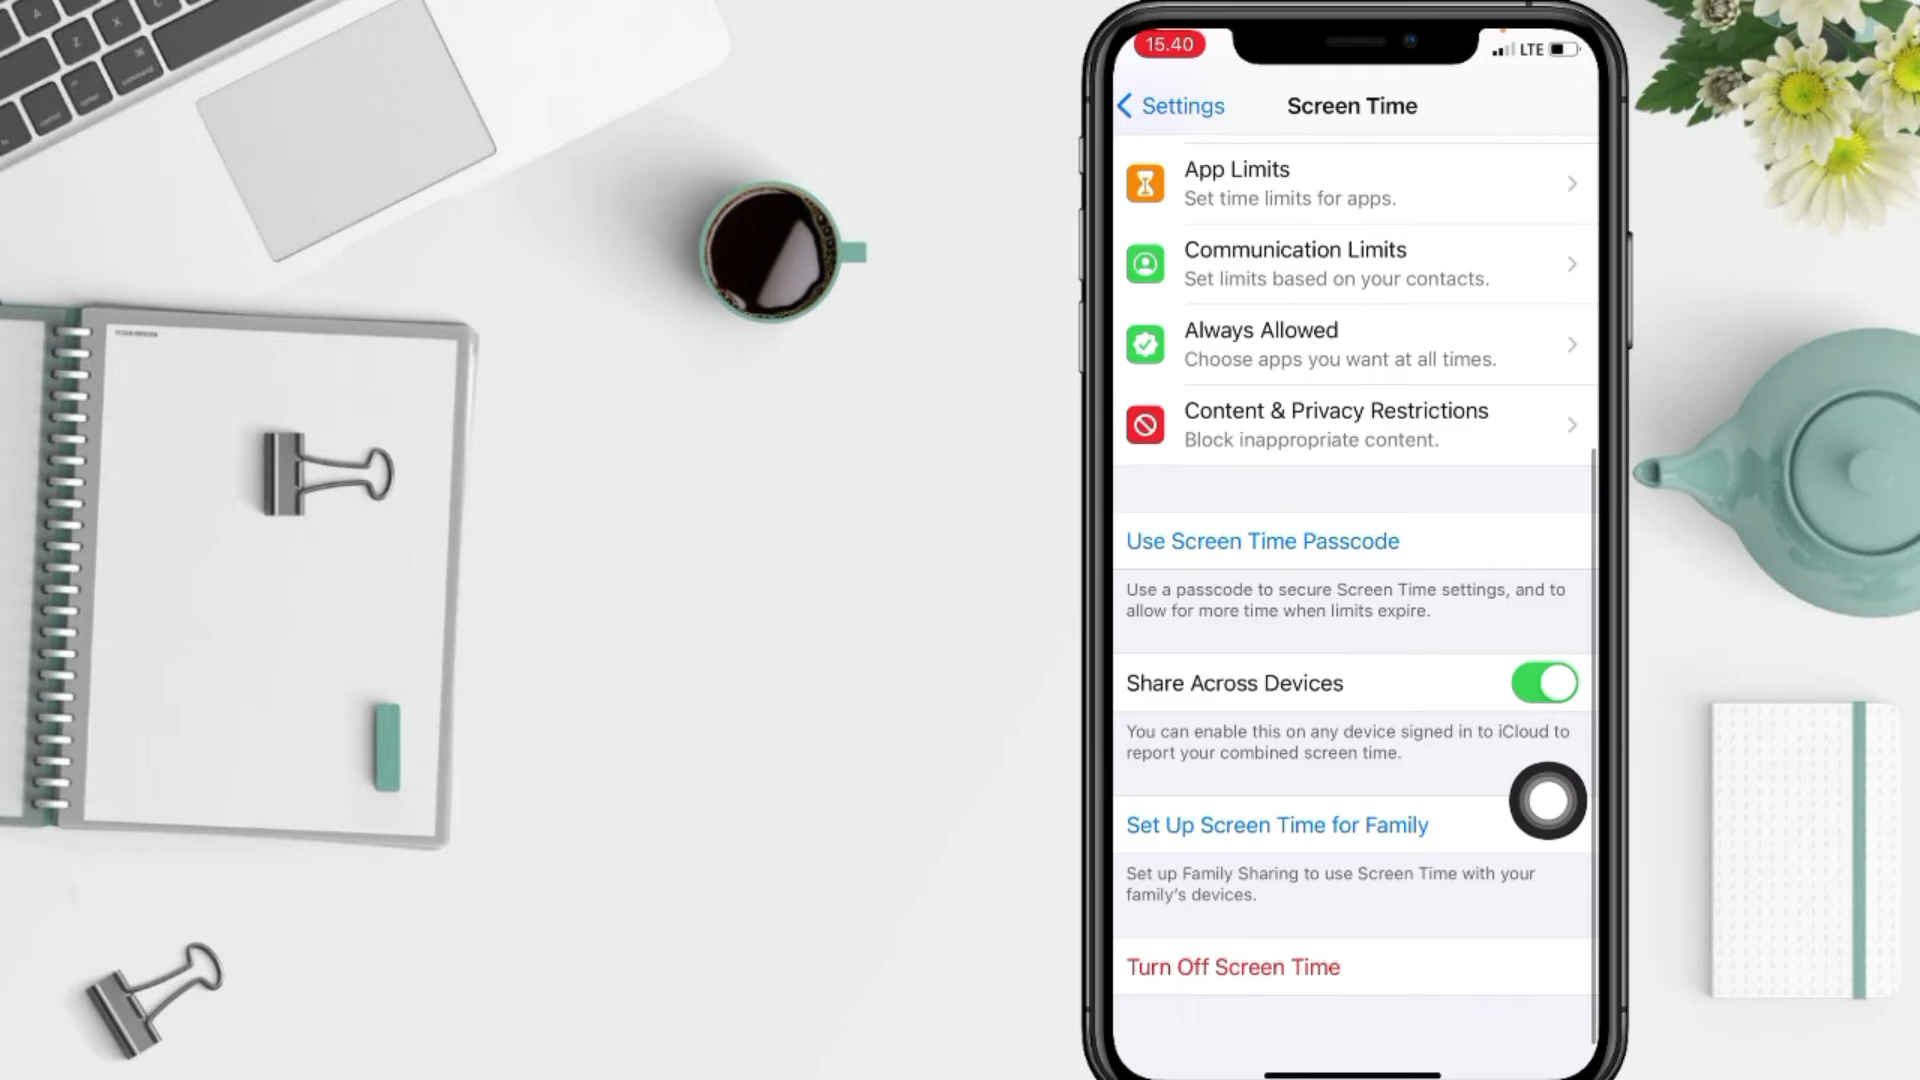 A
Z
X
C
command
option
control
15.40
LTE
Settings
Screen Time
App Limits
Set time limits for apps.
Communication Limits
Set limits based on your contacts.
Always Allowed
Choose apps you want at all times.
Content & Privacy Restrictions
Block inappropriate content.
Use Screen Time Passcode
Use a passcode to secure Screen Time settings, and to
allow for more time when limits expire.
Share Across Devices
You can enable this on any device signed in to iCloud to
report your combined screen time.
Set Up Screen Time for Family
Set up Family Sharing to use Screen Time with your
family's devices.
Turn Off Screen Time